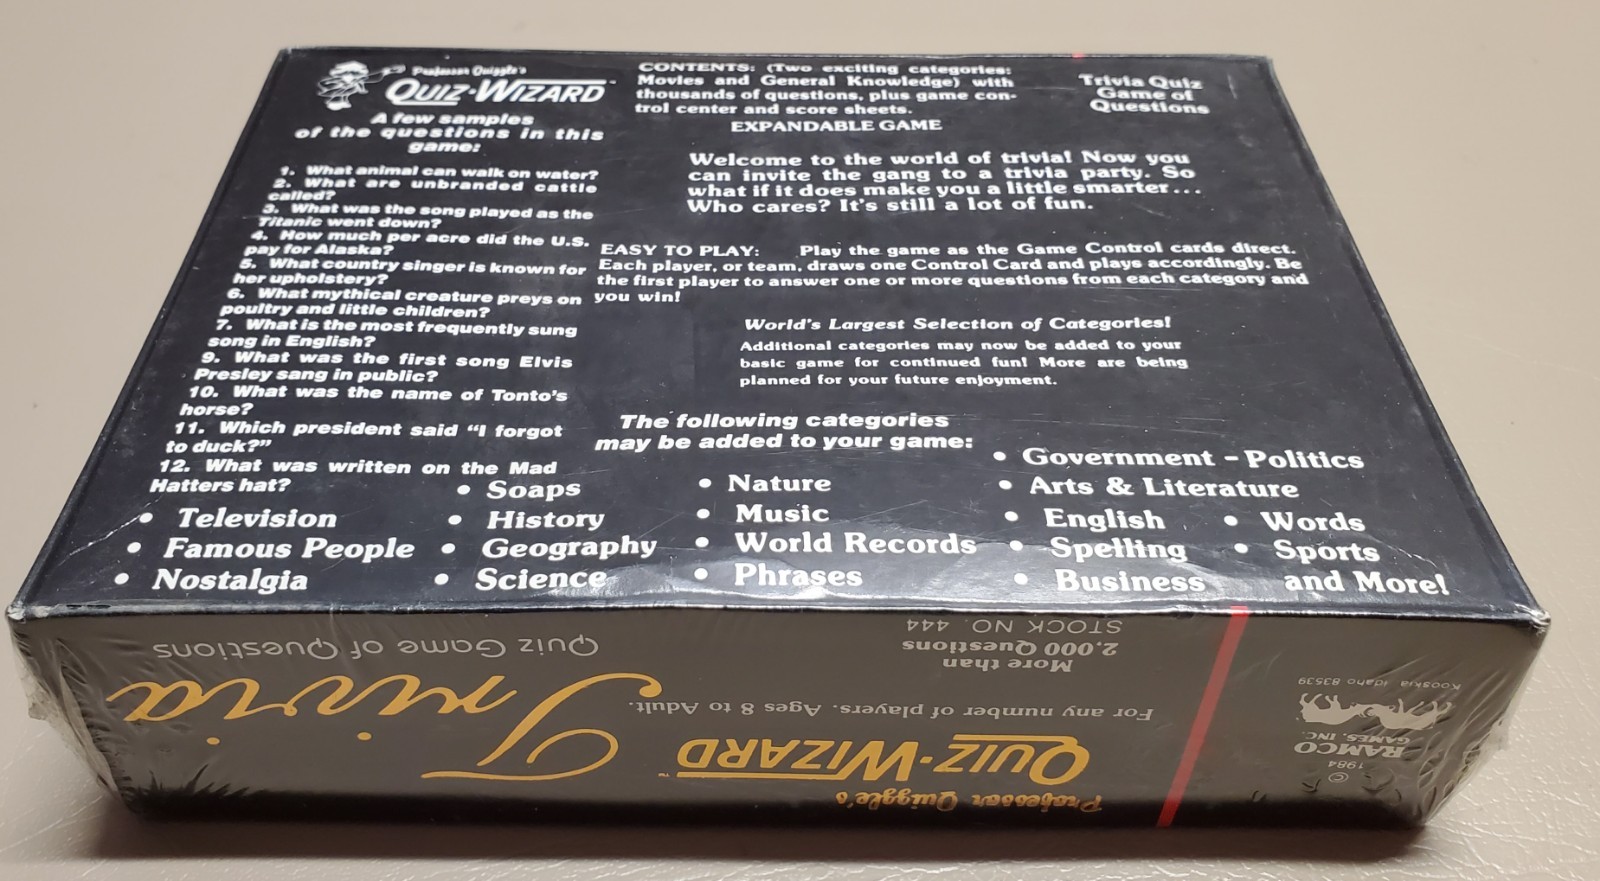 Professor Quiggle's
QUIZ-WIZARD™
A few samples
of the questions in this
game:
1. What animal can walk on water?
2. What are unbranded cattle
called?
3. What was the song played as the
Titanic went down?
4. How much per acre did the U.S.
pay for Alaska?
5. What country singer is known for
her upholstery?
6. What mythical creature preys on
poultry and little children?
7. What is the most frequently sung
song in English?
9. What was the first song Elvis
Presley sang in public?
10. What was the name of Tonto's
horse?
11. Which president said "I forgot
to duck?"
12. What was written on the Mad
Hatters hat?
CONTENTS: (Two exciting categories:
Movies and General Knowledge) with
thousands of questions, plus game con-
trol center and score sheets.
EXPANDABLE GAME
Trivia Quiz
Game of
Questions
Welcome to the world of trivia! Now you
can invite the gang to a trivia party. So
what if it does make you a little smarter...
Who cares? It's still a lot of fun.
EASY TO PLAY: Play the game as the Game Control cards direct.
Each player, or team, draws one Control Card and plays accordingly. Be
the first player to answer one or more questions from each category and
you win!
World's Largest Selection of Categories!
Additional categories may now be added to your
basic game for continued fun! More are being
planned for your future enjoyment.
The following categories
may be added to your game:
• Television
• Famous People
• Nostalgia
• Soaps
• History
• Geography
• Science
• Nature
• Music
• World Records
• Phrases
• Government - Politics
• Arts & Literature
• English
• Spelling
• Business
• Words
• Sports
and More!
Professor Quiggle's
QUIZ-WIZARD™
Trivia
For any number of players. Ages 8 to Adult.
Quiz Game of Questions
More than
2,000 Questions
STOCK NO. 444
©
1984
RAMCO
GAMES, INC.
Kooskia Idaho 83539